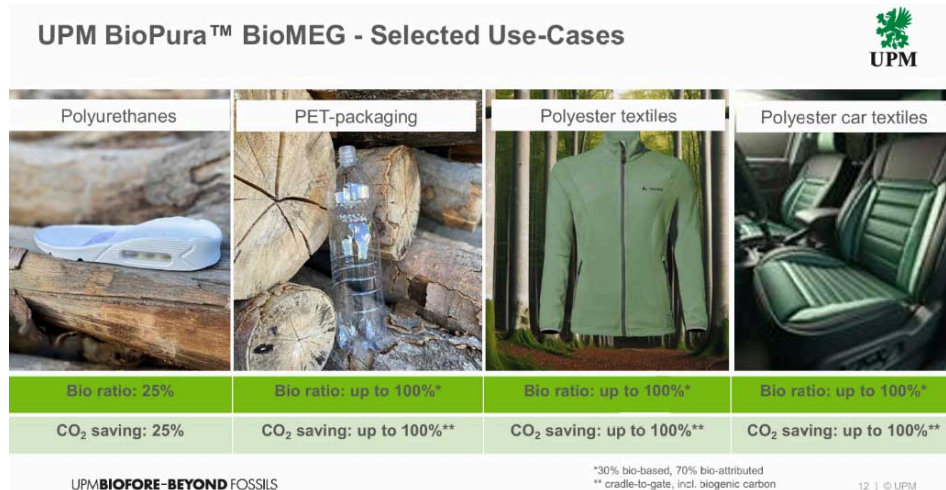 UPM BioPura™ BioMEG - Selected Use-Cases
UPM
Polyurethanes
PET-packaging
Polyester textiles
Polyester car textiles
Bio ratio: 25%
Bio ratio: up to 100%*
Bio ratio: up to 100%*
Bio ratio: up to 100%*
CO₂ saving: 25%
CO₂ saving: up to 100%**
CO₂ saving: up to 100%**
CO₂ saving: up to 100%**
UPMBIOFORE–BEYOND FOSSILS
*30% bio-based, 70% bio-attributed
** cradle-to-gate, incl. biogenic carbon
12 | © UPM